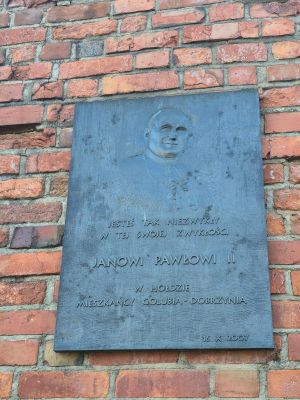 JESTEŚ TAK NIEZWYKŁY
W TEJ SWOJEJ ZWYKŁOŚCI.
JANOWI PAWŁOWI II
W HOŁDZIE
MIESZKAŃCY GOLUBIA-DOBRZYNIA
16 X 2007